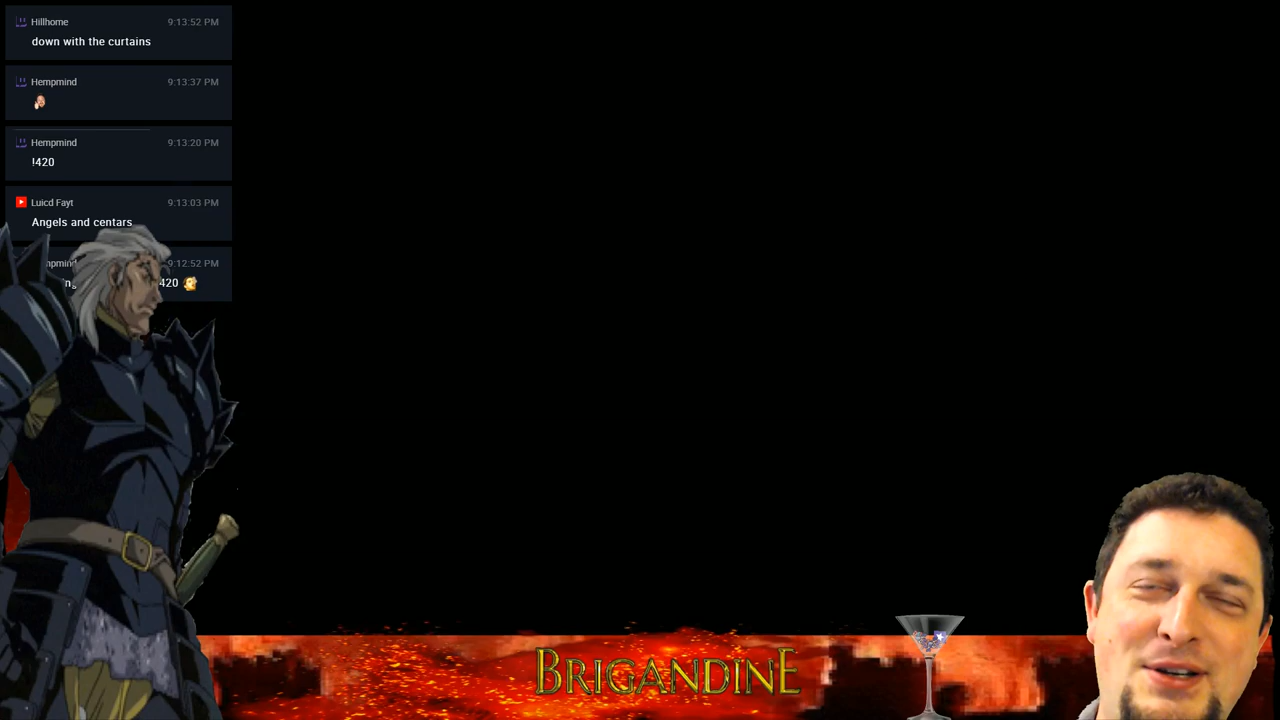 Hillhome 9:13:52 PM
down with the curtains
Hempmind 9:13:37 PM
Hempmind 9:13:20 PM
!420
Luicd Fayt 9:13:03 PM
Angels and centars
9:12:52 PM
420
BRIGANDINE